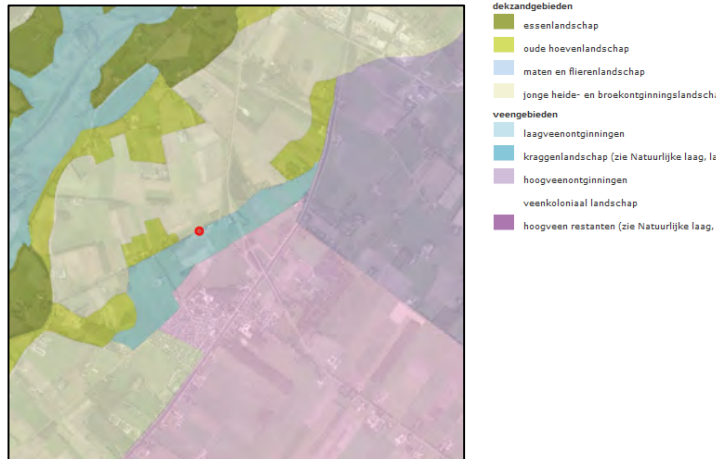 dekzandgebieden
essenlandschap
oude hoevenlandschap
maten en flierenlandschap
jonge heide- en broekontginningslandscha
veengebieden
laagveenontginningen
kraggenlandschap (zie Natuurlijke laag, la
hoogveenontginningen
veenkoloniaal landschap
hoogveen restanten (zie Natuurlijke laag,